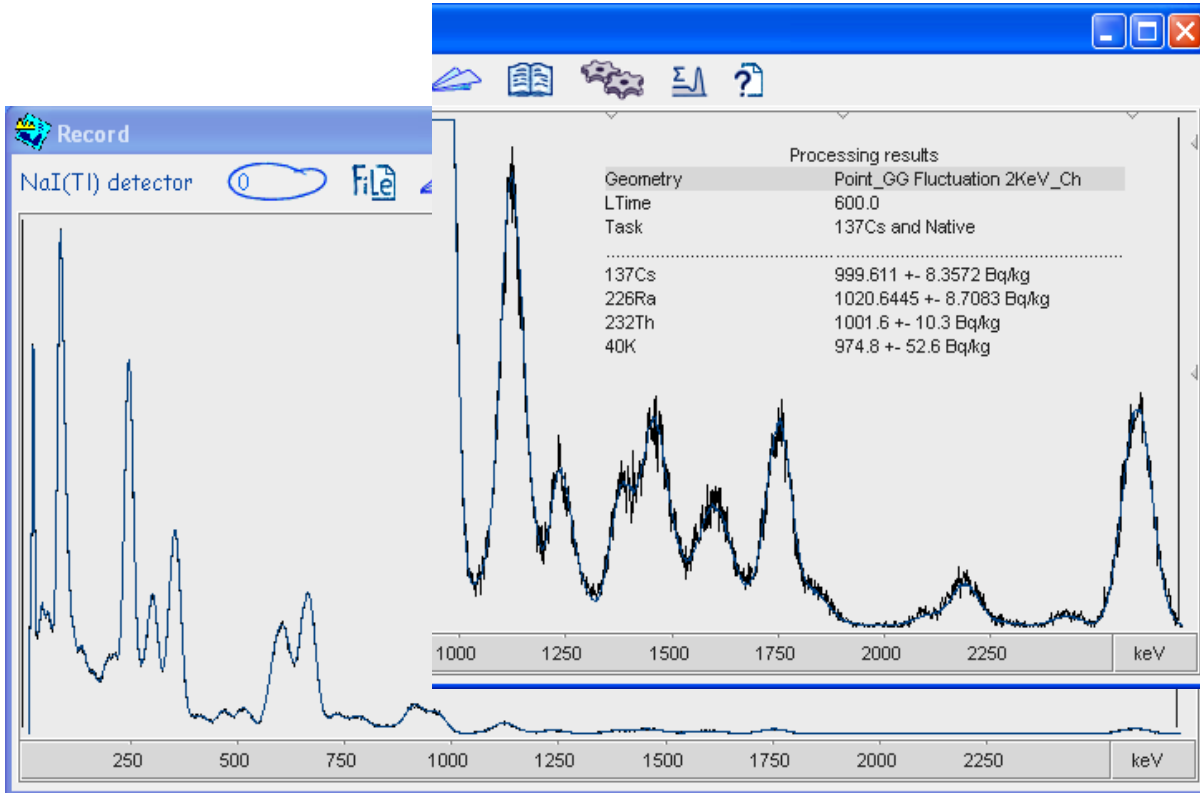 Record
NaI(Tl) detector
0
File
?
Σ
Processing results
Geometry Point_GG Fluctuation 2KeV_Ch
LTime 600.0
Task 137Cs and Native
137Cs 999.611 +- 8.3572 Bq/kg
226Ra 1020.6445 +- 8.7083 Bq/kg
232Th 1001.6 +- 10.3 Bq/kg
40K 974.8 +- 52.6 Bq/kg
1000 1250 1500 1750 2000 2250 keV
250 500 750 1000 1250 1500 1750 2000 2250 keV